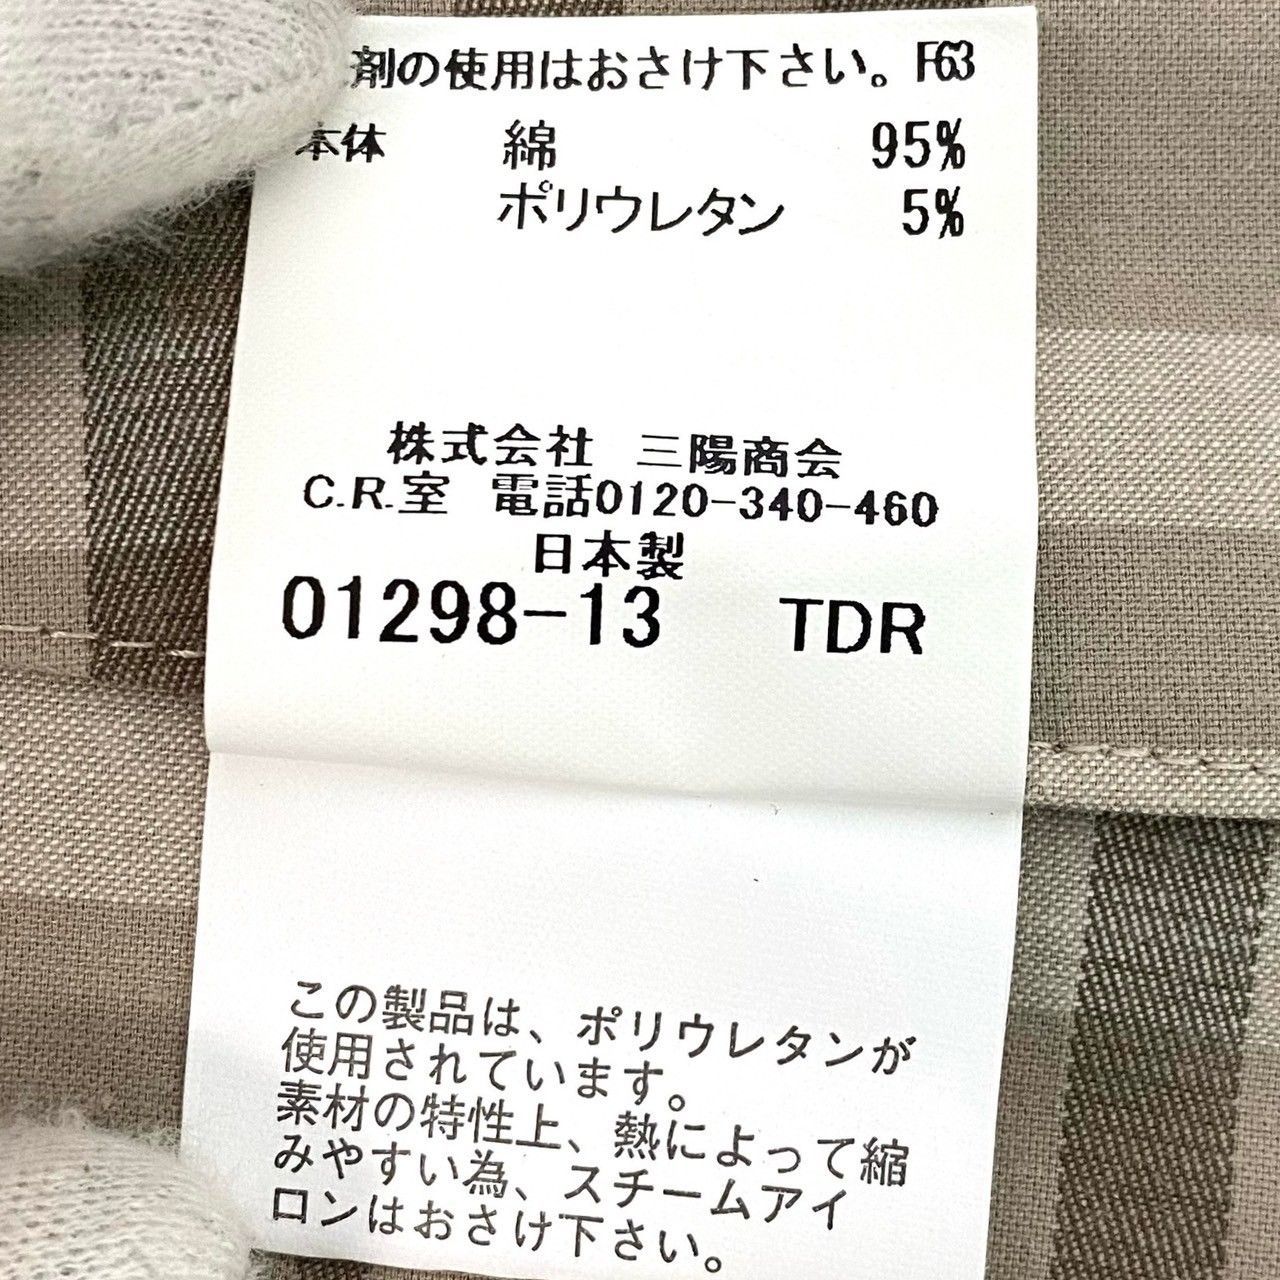 剤の使用はおさけ下さい。F63
本体 綿 95%
ポリウレタン 5%
株式会社 三陽商会
C.R.室 電話0120-340-460
日本製
01298-13 TDR
この製品は、ポリウレタンが
使用されています。
素材の特性上、熱によって縮
みやすい為、スチームアイ
ロンはおさけ下さい。